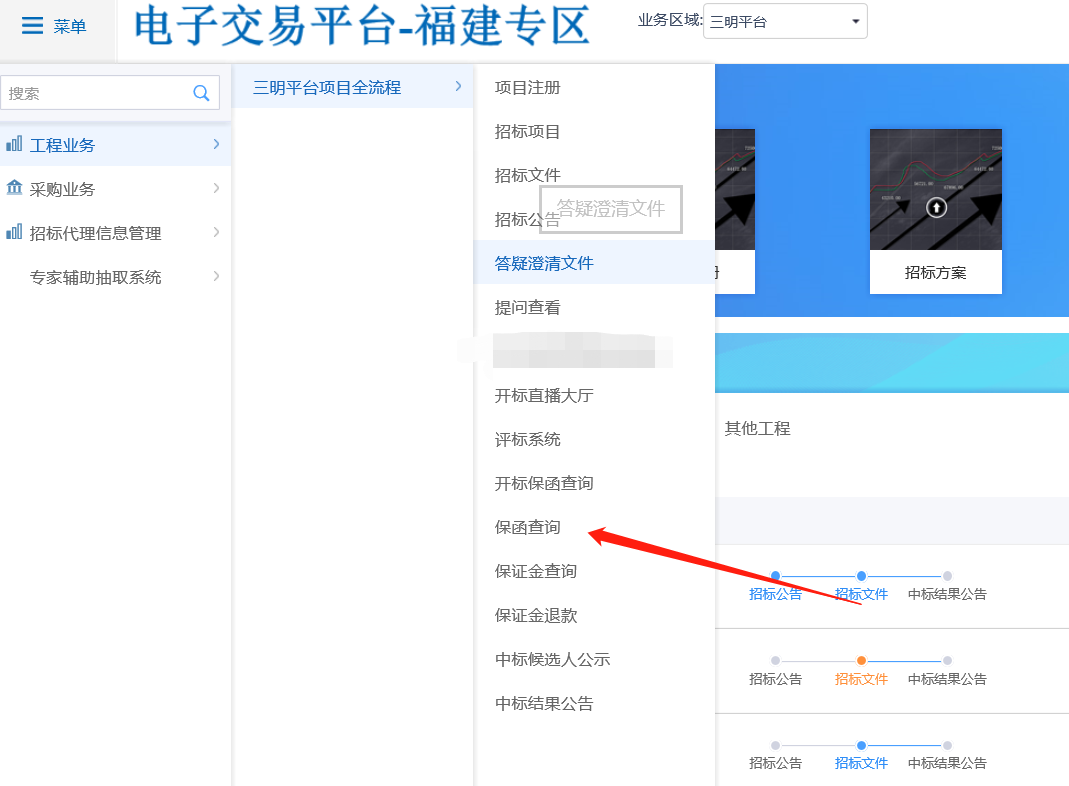 菜单
电子交易平台-福建专区
业务区域:
三明平台
搜索
工程业务
采购业务
招标代理信息管理
专家辅助抽取系统
三明平台项目全流程
项目注册
招标项目
招标文件
招标公告
答疑澄清文件
答疑澄清文件
提问查看
开标直播大厅
评标系统
开标保函查询
保函查询
保证金查询
保证金退款
中标候选人公示
中标结果公告
招标方案
其他工程
招标公告 招标文件 中标结果公告
招标公告 招标文件 中标结果公告
招标公告 招标文件 中标结果公告